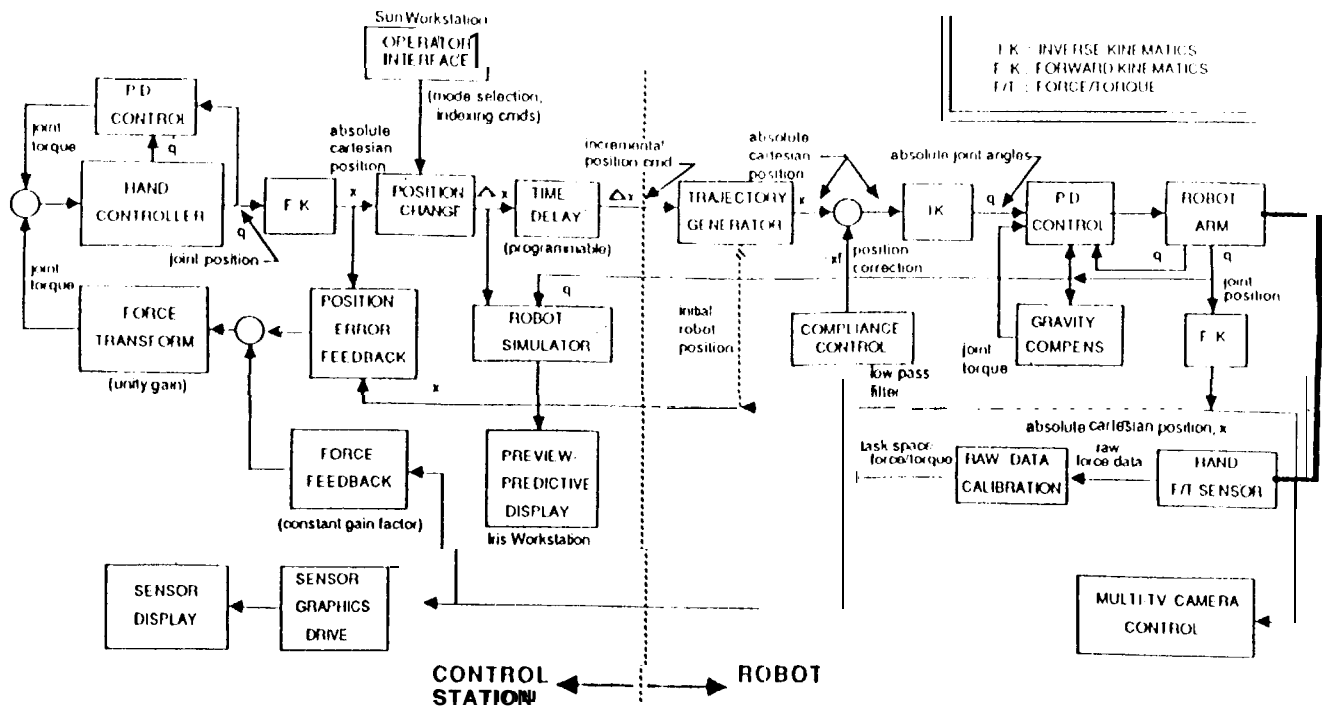 Sun Workstation
OPERATOR
INTERFACE
(mode selection,
indexing cmds)
I K : INVERSE KINEMATICS
F K : FORWARD KINEMATICS
F/T : FORCE/TORQUE
P.D
CONTROL
joint
torque
q
HAND
CONTROLLER
q
joint position
F K
absolute
cartesian
position
x
POSITION
CHANGE
Δ x
TIME
DELAY
(programmable)
Δ x
incremental
position cmd
TRAJECTORY
GENERATOR
x
absolute
cartesian
position
IK
absolute joint angles
q
P.D
CONTROL
ROBOT
ARM
q
q
joint
position
joint
torque
FORCE
TRANSFORM
(unity gain)
POSITION
ERROR
FEEDBACK
x
q
ROBOT
SIMULATOR
initial
robot
position
xf
position
correction
COMPLIANCE
CONTROL
low pass
filter
joint
torque
GRAVITY
COMPENS
F K
absolute cartesian position, x
FORCE
FEEDBACK
(constant gain factor)
PREVIEW-
PREDICTIVE
DISPLAY
Iris Workstation
task space
force/torque
RAW DATA
CALIBRATION
raw
force data
HAND
F/T SENSOR
SENSOR
DISPLAY
SENSOR
GRAPHICS
DRIVE
MULTI-TV CAMERA
CONTROL
CONTROL
STATION
ROBOT